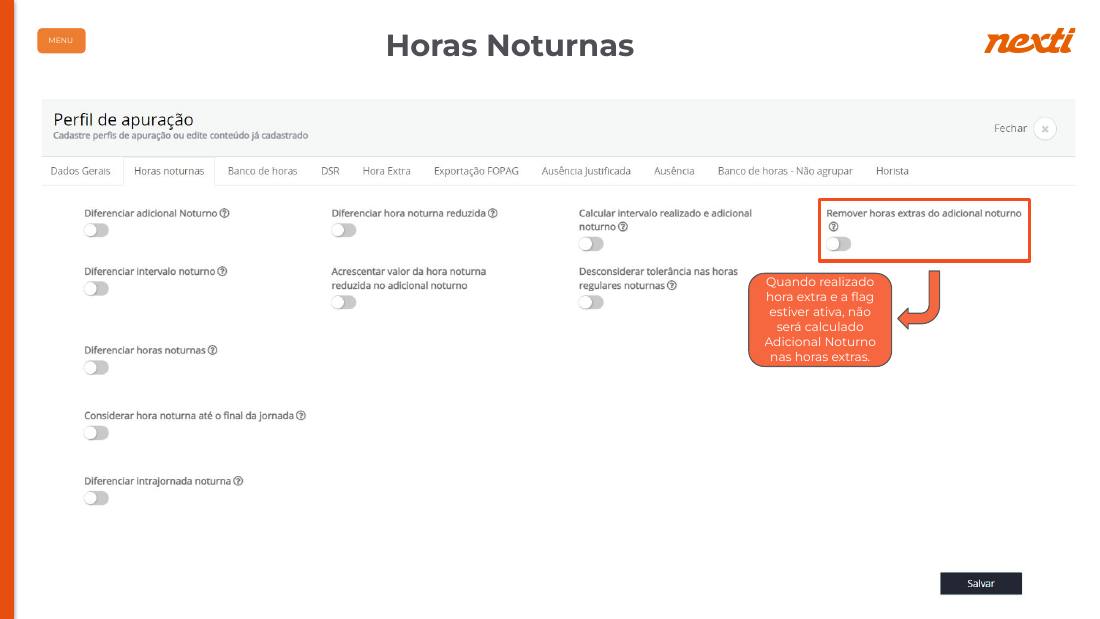 MENU
Horas Noturnas
nexti
Perfil de apuração
Cadastre perfis de apuração ou edite conteúdo já cadastrado
Fechar
Dados Gerais
Horas noturnas
Banco de horas
DSR
Hora Extra
Exportação FOPAG
Ausência Justificada
Ausência
Banco de horas - Não agrupar
Horista
Diferenciar adicional Noturno
Diferenciar hora noturna reduzida
Calcular intervalo realizado e adicional
noturno
Remover horas extras do adicional noturno
Diferenciar intervalo noturno
Acrescentar valor da hora noturna
reduzida no adicional noturno
Desconsiderar tolerância nas horas
regulares noturnas
Quando realizado
hora extra e a flag
estiver ativa, não
será calculado
Adicional Noturno
nas horas extras.
Diferenciar horas noturnas
Considerar hora noturna até o final da jornada
Diferenciar intrajornada noturna
Salvar